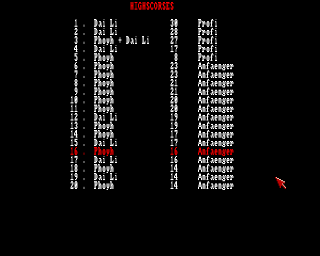 HIGHSCORES
1 . Dai Li 30 Profi
2 . Dai Li 28 Profi
3 . Phoyh + Dai Li 27 Profi
4 . Dai Li 17 Profi
5 . Phoyh 8 Profi
6 . Phoyh 23 Anfaenger
7 . Phoyh 23 Anfaenger
8 . Phoyh 21 Anfaenger
9 . Phoyh 21 Anfaenger
10 . Phoyh 20 Anfaenger
11 . Phoyh 20 Anfaenger
12 . Dai Li 19 Anfaenger
13 . Phoyh 19 Anfaenger
14 . Phoyh 17 Anfaenger
15 . Dai Li 17 Anfaenger
16 . Phoyh 16 Anfaenger
17 . Dai Li 16 Anfaenger
18 . Phoyh 14 Anfaenger
19 . Dai Li 14 Anfaenger
20 . Phoyh 14 Anfaenger